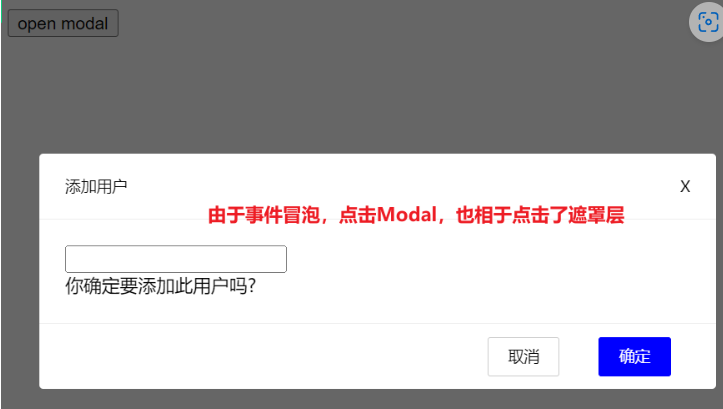 open modal
添加用户
X
由于事件冒泡，点击Modal，也相于点击了遮罩层
你确定要添加此用户吗?
取消
确定